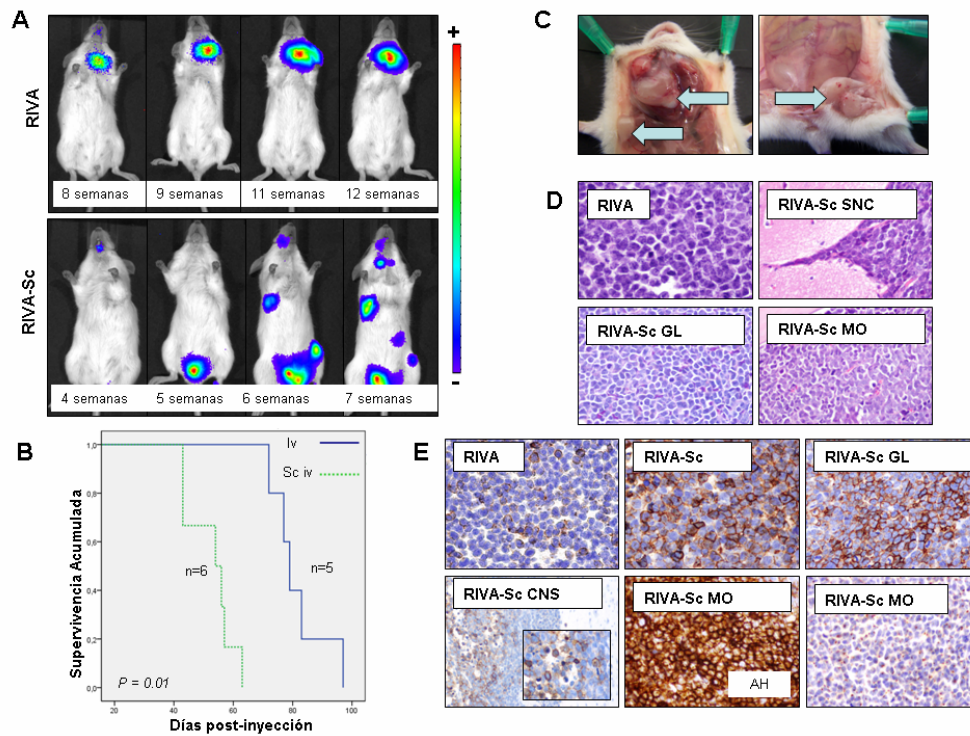 A
+
RIVA
8 semanas
9 semanas
11 semanas
12 semanas
RIVA-Sc
4 semanas
5 semanas
6 semanas
7 semanas
-
B
Iv
Sc iv
1,0
0,8
0,6
0,4
0,2
0,0
n=6
n=5
P = 0.01
20
40
60
80
100
Supervivencia Acumulada
Días post-inyección
C
D
RIVA
RIVA-Sc SNC
RIVA-Sc GL
RIVA-Sc MO
E
RIVA
RIVA-Sc
RIVA-Sc GL
RIVA-Sc CNS
RIVA-Sc MO
AH
RIVA-Sc MO